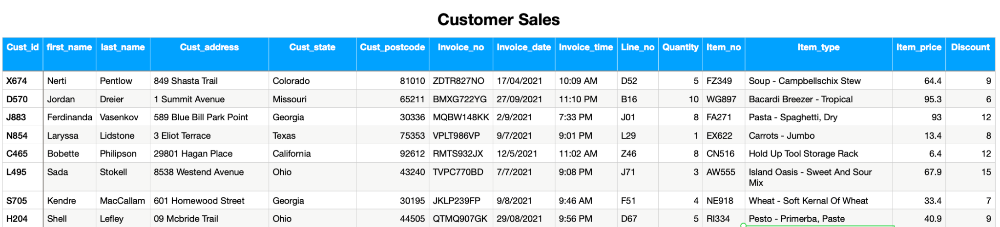 Customer Sales
Cust_id first_name last_name Cust_address Cust_state Cust_postcode Invoice_no Invoice_date Invoice_time Line_no Quantity Item_no Item_type Item_price Discount
X674 Nerti Pentlow 849 Shasta Trail Colorado 81010 ZDTR827NO 17/04/2021 10:09 AM D52 5 FZ349 Soup - Campbellschix Stew 64.4 9
D570 Jordan Dreier 1 Summit Avenue Missouri 65211 BMXG722YG 27/09/2021 11:10 PM B16 10 WG897 Bacardi Breezer - Tropical 95.3 6
J883 Ferdinanda Vasenkov 589 Blue Bill Park Point Georgia 30336 MQBW148KK 2/9/2021 7:33 PM J01 8 FA271 Pasta - Spaghetti, Dry 93 12
N854 Laryssa Lidstone 3 Eliot Terrace Texas 75353 VPLT986VP 9/7/2021 9:01 PM L29 1 EX622 Carrots - Jumbo 13.4 8
C465 Bobette Philipson 29801 Hagan Place California 92612 RMTS932JX 12/5/2021 11:02 AM Z46 8 CN516 Hold Up Tool Storage Rack 6.4 12
L495 Sada Stokell 8538 Westend Avenue Ohio 43240 TVPC770BD 7/7/2021 9:08 PM J71 3 AW555 Island Oasis - Sweet And Sour 67.9 15
Mix
S705 Kendre MacCallam 601 Homewood Street Georgia 30195 JKLP239FP 9/8/2021 9:46 AM F51 4 NE918 Wheat - Soft Kernal Of Wheat 33.4 7
H204 Shell Lefley 09 Mcbride Trail Ohio 44505 QTMQ907GK 29/08/2021 9:56 PM D67 5 RI334 Pesto - Primerba, Paste 40.9 9